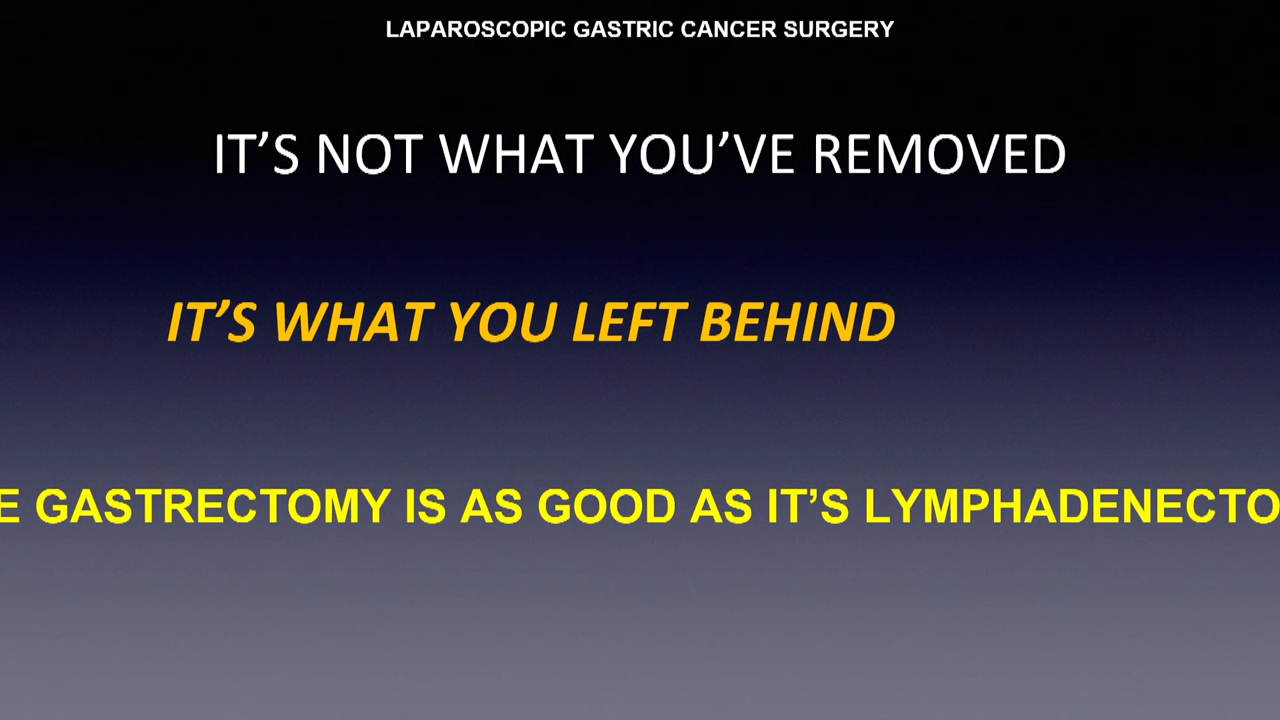 LAPAROSCOPIC GASTRIC CANCER SURGERY
IT’S NOT WHAT YOU’VE REMOVED
IT’S WHAT YOU LEFT BEHIND
E GASTRECTOMY IS AS GOOD AS IT’S LYMPHADENECTO